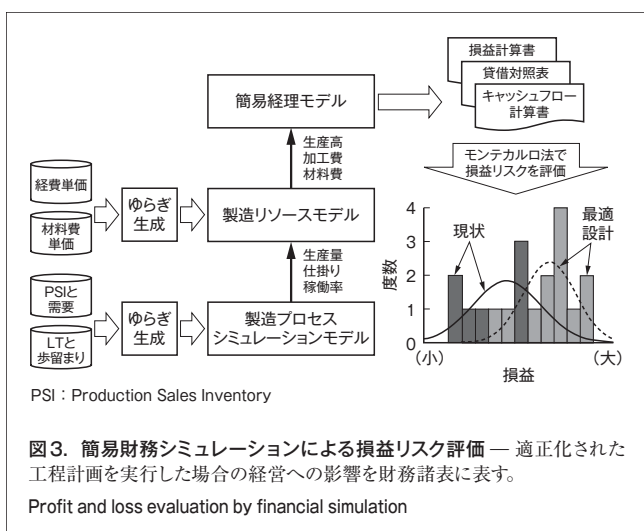 損益計算書
貸借対照表
キャッシュフロー
計算書
簡易経理モデル
生産高
加工費
材料費
モンテカルロ法で
損益リスクを評価
経費単価
材料費
単価
ゆらぎ
生成
製造リソースモデル
生産量
仕掛り
稼働率
PSIと
需要
LTと
歩留まり
ゆらぎ
生成
製造プロセス
シミュレーションモデル
4
3
2
1
0
度数
現状
最適
設計
(小)
(大)
損益
PSI：Production Sales Inventory
図3．簡易財務シミュレーションによる損益リスク評価 — 適正化された
工程計画を実行した場合の経営への影響を財務諸表に表す。
Profit and loss evaluation by financial simulation